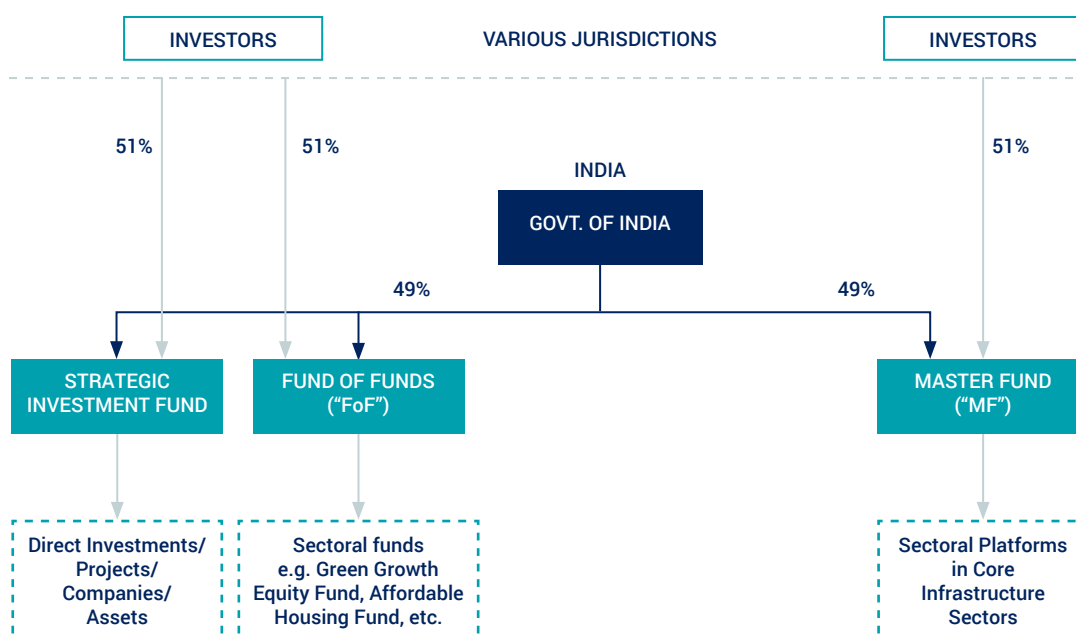 INVESTORS
VARIOUS JURISDICTIONS
INVESTORS
51%
51%
51%
INDIA
GOVT. OF INDIA
49%
49%
STRATEGIC
INVESTMENT FUND
FUND OF FUNDS
(“FoF”)
MASTER FUND
(“MF”)
Direct Investments/
Projects/
Companies/
Assets
Sectoral funds
e.g. Green Growth
Equity Fund, Affordable
Housing Fund, etc.
Sectoral Platforms
in Core
Infrastructure
Sectors